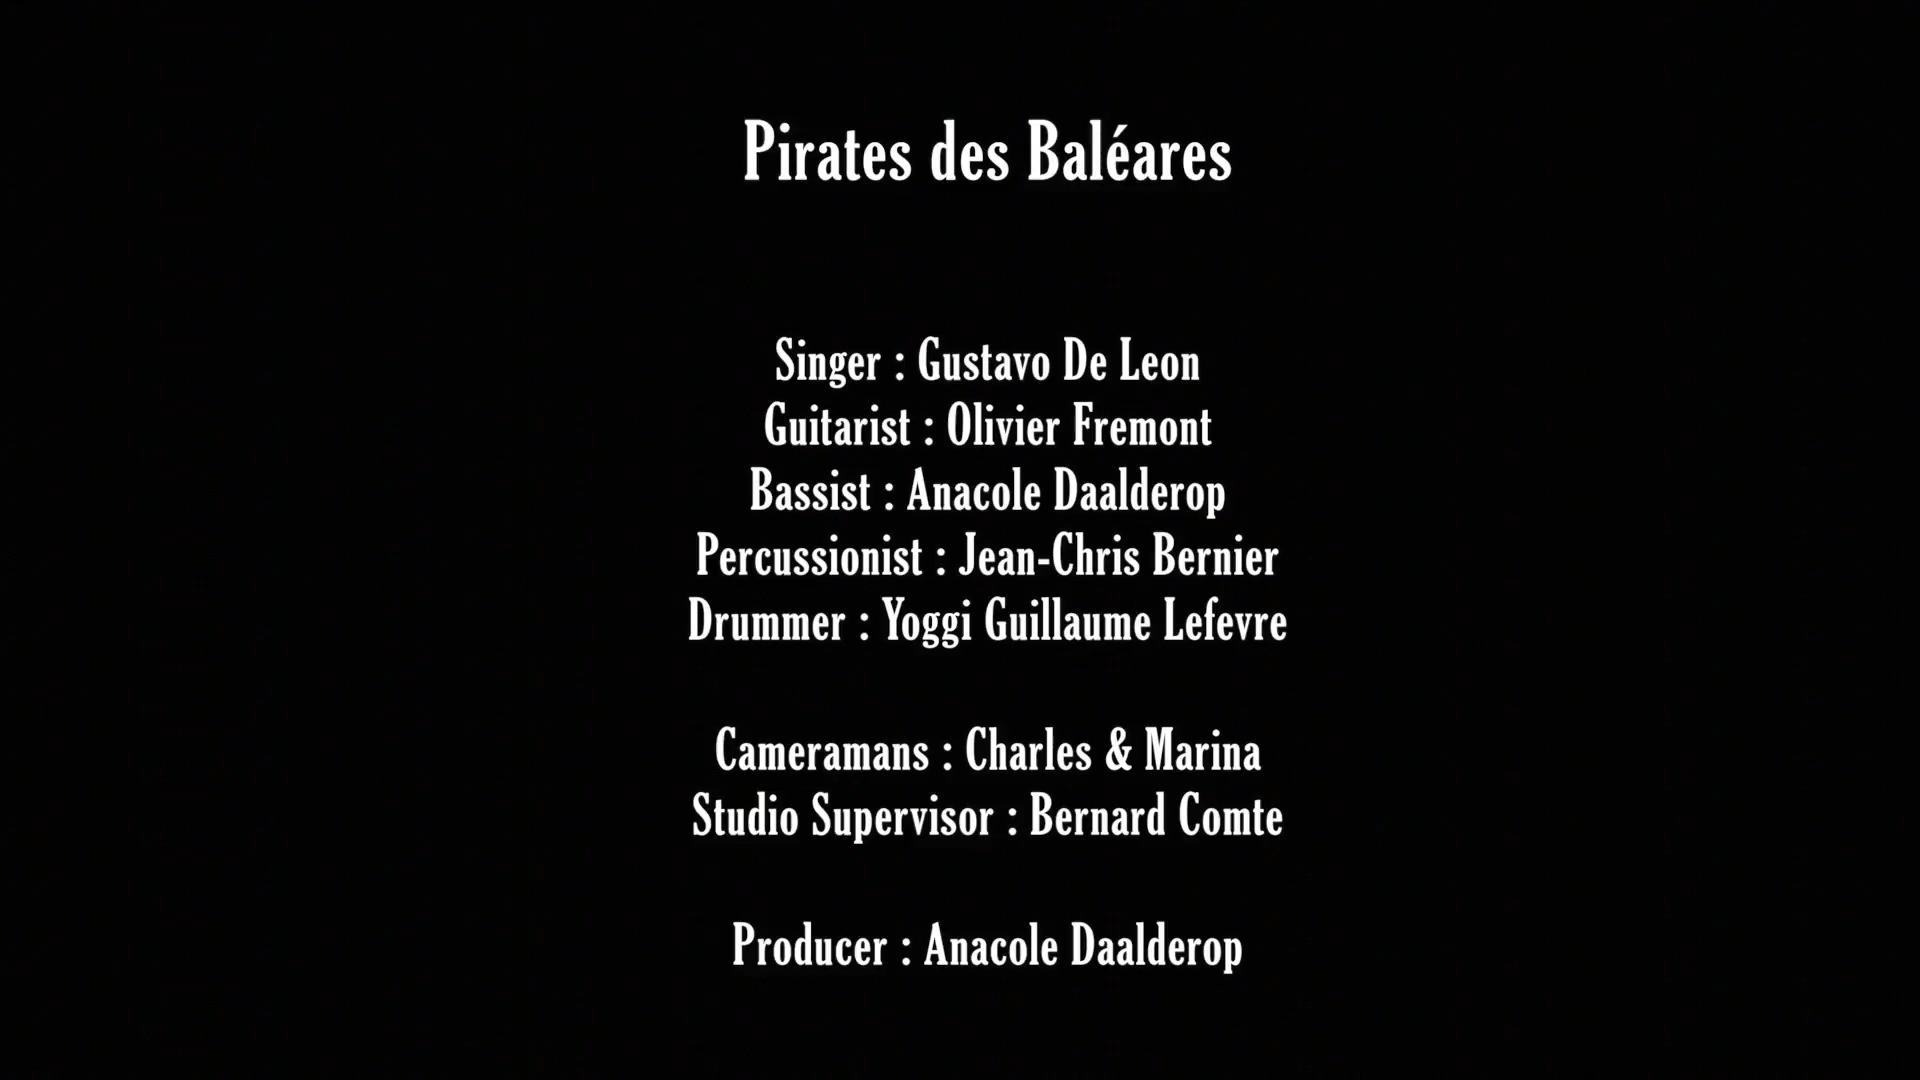 Pirates des Baléares
Singer : Gustavo De Leon
Guitarist : Olivier Fremont
Bassist : Anacole Daalderop
Percussionist : Jean-Chris Bernier
Drummer : Yoggi Guillaume Lefevre
Cameramans : Charles & Marina
Studio Supervisor : Bernard Comte
Producer : Anacole Daalderop